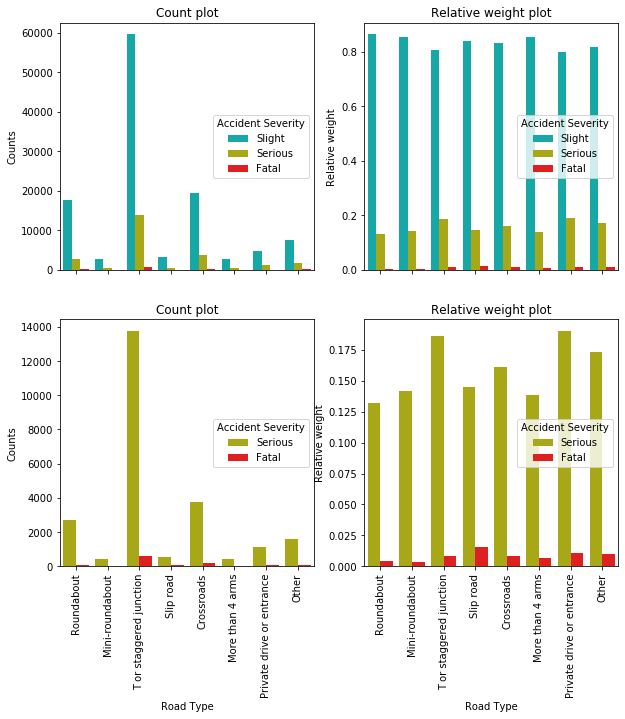 Count plot
Counts
60000
50000
40000
30000
20000
10000
0
Accident Severity
Slight
Serious
Fatal
Relative weight plot
Relative weight
0.8
0.6
0.4
0.2
0.0
Accident Severity
Slight
Serious
Fatal
Count plot
Counts
14000
12000
10000
8000
6000
4000
2000
0
Accident Severity
Serious
Fatal
Roundabout
Mini-roundabout
T or staggered junction
Slip road
Crossroads
More than 4 arms
Private drive or entrance
Other
Road Type
Relative weight plot
Relative weight
0.175
0.150
0.125
0.100
0.075
0.050
0.025
0.000
Accident Severity
Serious
Fatal
Roundabout
Mini-roundabout
T or staggered junction
Slip road
Crossroads
More than 4 arms
Private drive or entrance
Other
Road Type